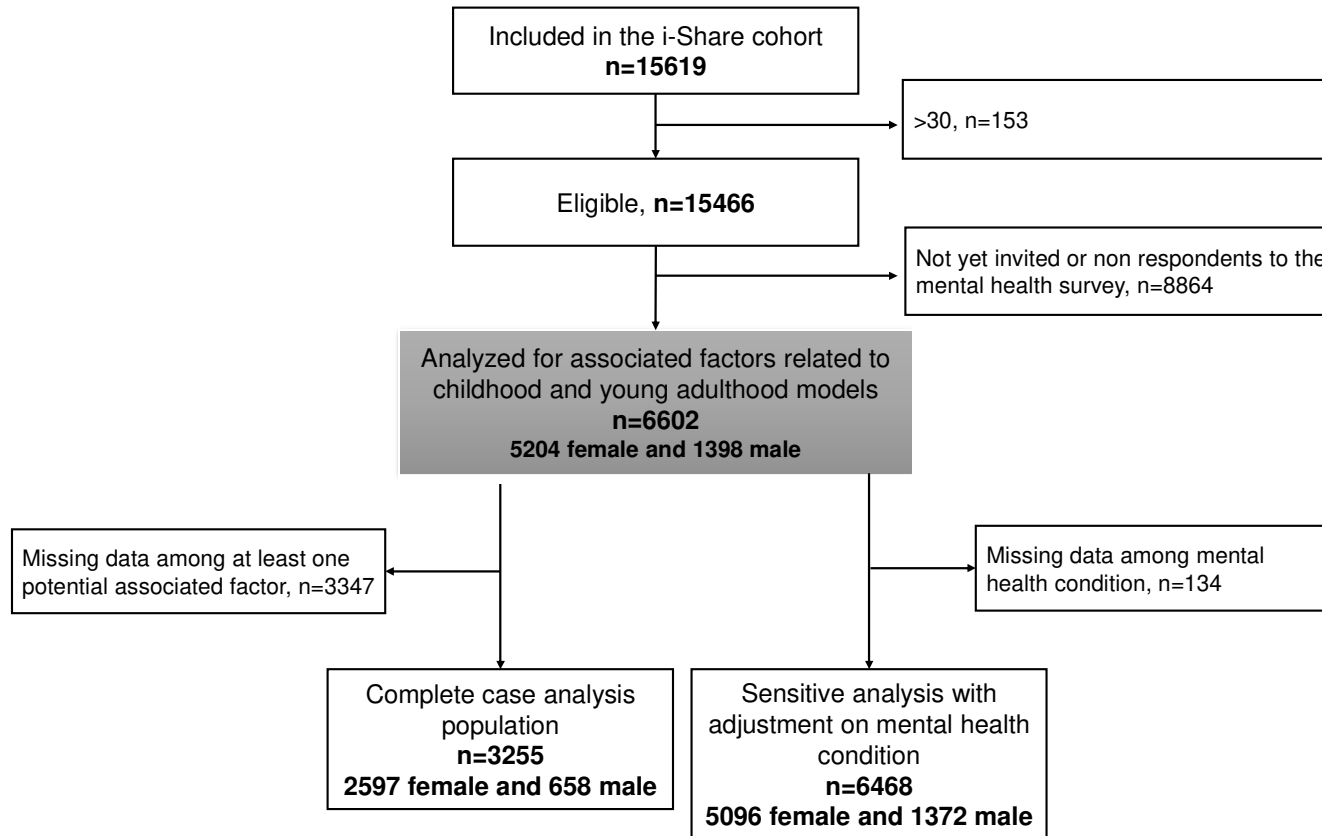 Included in the i-Share cohort
n=15619
>30, n=153
Eligible, n=15466
Not yet invited or non respondents to the
mental health survey, n=8864
Analyzed for associated factors related to
childhood and young adulthood models
n=6602
5204 female and 1398 male
Missing data among at least one
potential associated factor, n=3347
Missing data among mental
health condition, n=134
Complete case analysis
population
n=3255
2597 female and 658 male
Sensitive analysis with
adjustment on mental health
condition
n=6468
5096 female and 1372 male